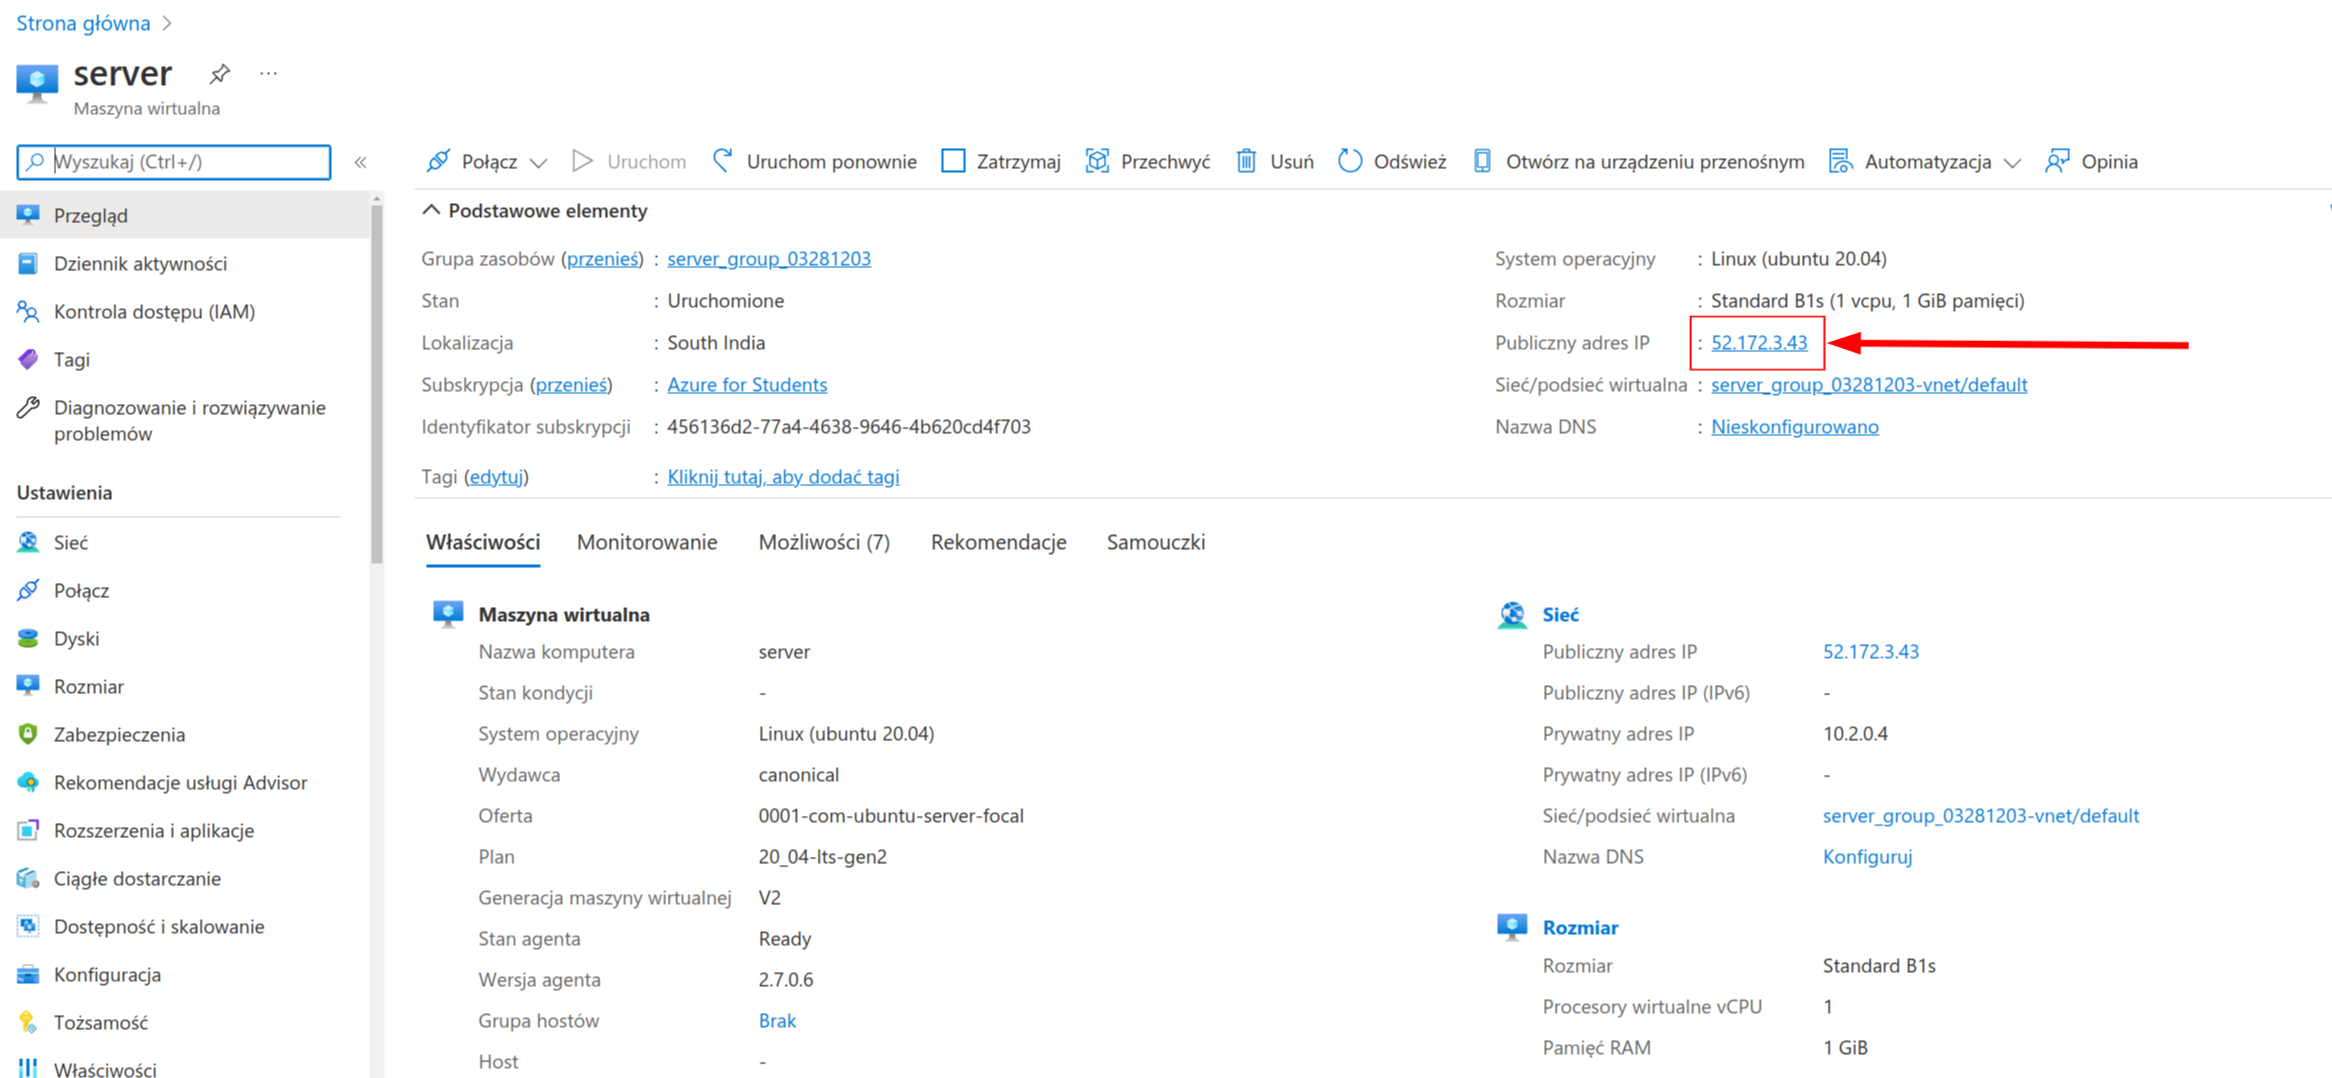 Strona główna
server
Maszyna wirtualna
Wyszukaj (Ctrl+/)
Połącz
Uruchom
Uruchom ponownie
Zatrzymaj
Przechwyć
Usuń
Odśwież
Otwórz na urządzeniu przenośnym
Automatyzacja
Opinia
Przegląd
Dziennik aktywności
Kontrola dostępu (IAM)
Tagi
Diagnozowanie i rozwiązywanie
problemów
Ustawienia
Sieć
Połącz
Dyski
Rozmiar
Zabezpieczenia
Rekomendacje usługi Advisor
Rozszerzenia i aplikacje
Ciągłe dostarczanie
Dostępność i skalowanie
Konfiguracja
Tożsamość
Właściwości
Podstawowe elementy
Grupa zasobów (przenieś) : server_group_03281203
Stan : Uruchomione
Lokalizacja : South India
Subskrypcja (przenieś) : Azure for Students
Identyfikator subskrypcji : 456136d2-77a4-4638-9646-4b620cd4f703
Tagi (edytuj) : Kliknij tutaj, aby dodać tagi
System operacyjny : Linux (ubuntu 20.04)
Rozmiar : Standard B1s (1 vcpu, 1 GiB pamięci)
Publiczny adres IP : 52.172.3.43
Sieć/podsieć wirtualna : server_group_03281203-vnet/default
Nazwa DNS : Nieskonfigurowano
Właściwości
Monitorowanie
Możliwości (7)
Rekomendacje
Samouczki
Maszyna wirtualna
Nazwa komputera server
Stan kondycji -
System operacyjny Linux (ubuntu 20.04)
Wydawca canonical
Oferta 0001-com-ubuntu-server-focal
Plan 20_04-lts-gen2
Generacja maszyny wirtualnej V2
Stan agenta Ready
Wersja agenta 2.7.0.6
Grupa hostów Brak
Host -
Sieć
Publiczny adres IP 52.172.3.43
Publiczny adres IP (IPv6) -
Prywatny adres IP 10.2.0.4
Prywatny adres IP (IPv6) -
Sieć/podsieć wirtualna server_group_03281203-vnet/default
Nazwa DNS Konfiguruj
Rozmiar
Rozmiar Standard B1s
Procesory wirtualne vCPU 1
Pamięć RAM 1 GiB